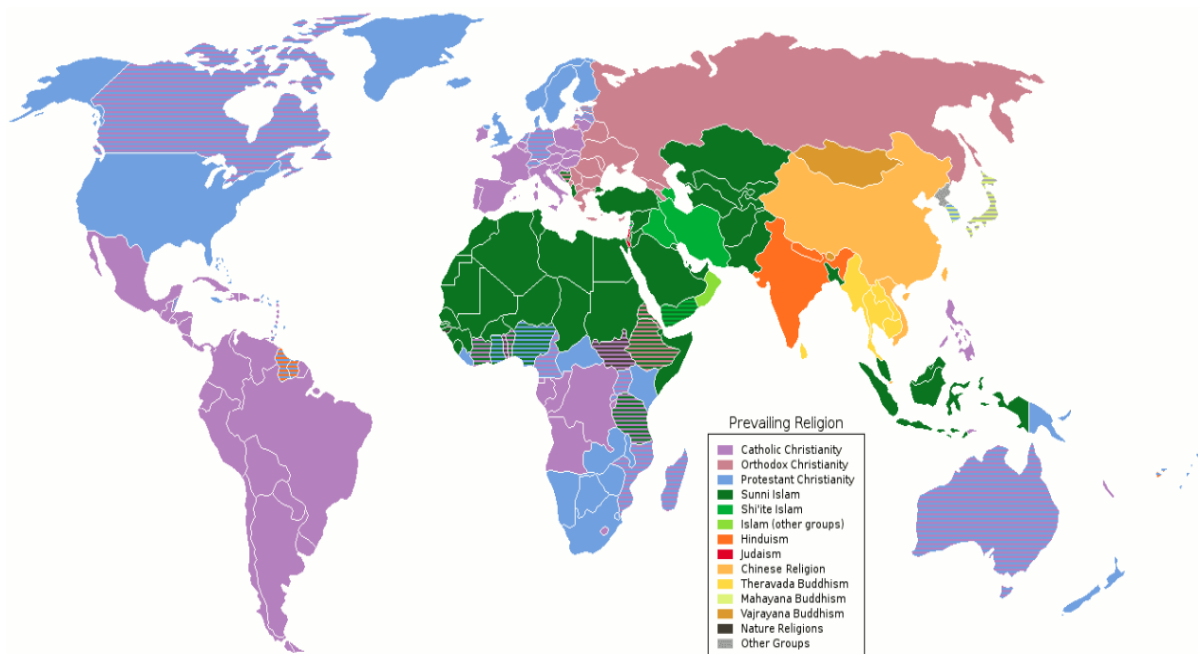 Prevailing Religion
Catholic Christianity
Orthodox Christianity
Protestant Christianity
Sunni Islam
Shi'ite Islam
Islam (other groups)
Hinduism
Judaism
Chinese Religion
Theravada Buddhism
Mahayana Buddhism
Vajrayana Buddhism
Nature Religions
Other Groups